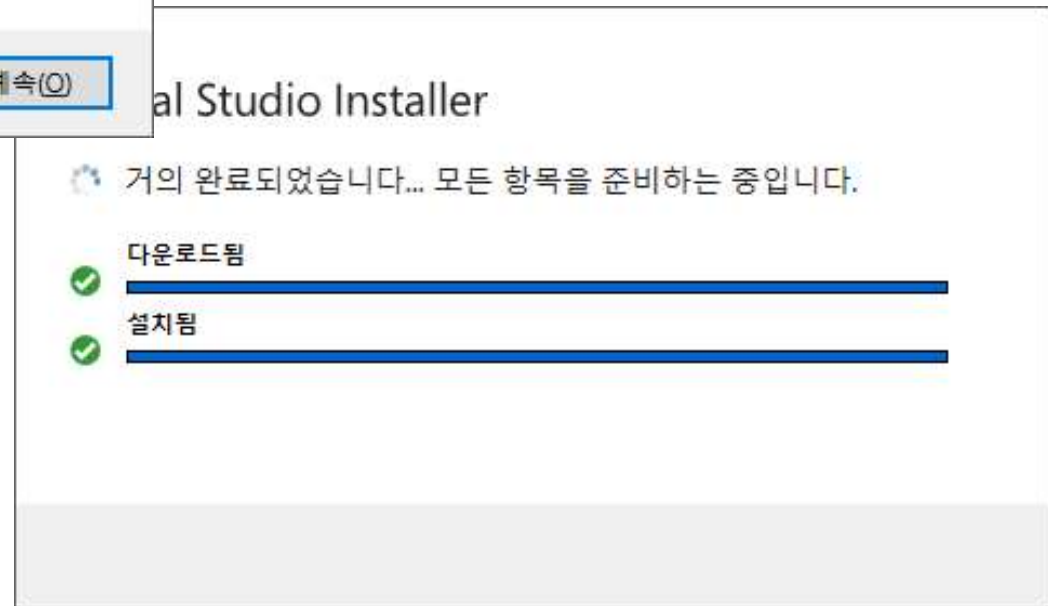 계속(O)
al Studio Installer
거의 완료되었습니다... 모든 항목을 준비하는 중입니다.
다운로드됨
설치됨